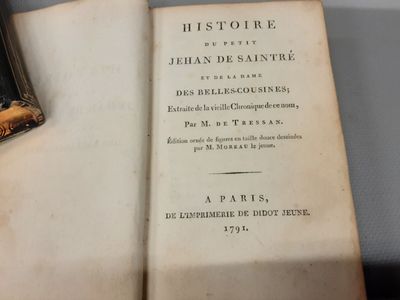 HISTOIRE
DU PETIT
JEHAN DE SAINTRÉ
ET DE LA DAME
DES BELLES-COUSINES;
Extraite de la vieille Chronique de ce nom,
Par M. DE TRESSAN.
Édition ornée de figures en taille douce dessinées
par M. MOREAU le jeune.
A PARIS,
DE L'IMPRIMERIE DE DIDOT JEUNE.
1791.